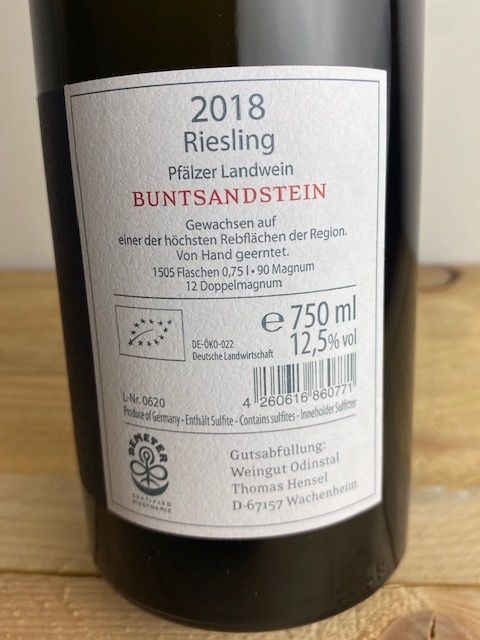 2018
Riesling
Pfälzer Landwein
BUNTSANDSTEIN
Gewachsen auf
einer der höchsten Rebflächen der Region.
Von Hand geerntet.
1505 Flaschen 0,75 l • 90 Magnum
12 Doppelmagnum
℮ 750 ml
12,5% vol
DE-ÖKO-022
Deutsche Landwirtschaft
4 260616 860771
L-Nr. 0620
Produce of Germany - Enthält Sulfite - Contains sulfites - Inneholder Sulfitter
DEMETER
CERTIFIED
BIODYNAMIC
Gutsabfüllung:
Weingut Odinstal
Thomas Hensel
D-67157 Wachenheim